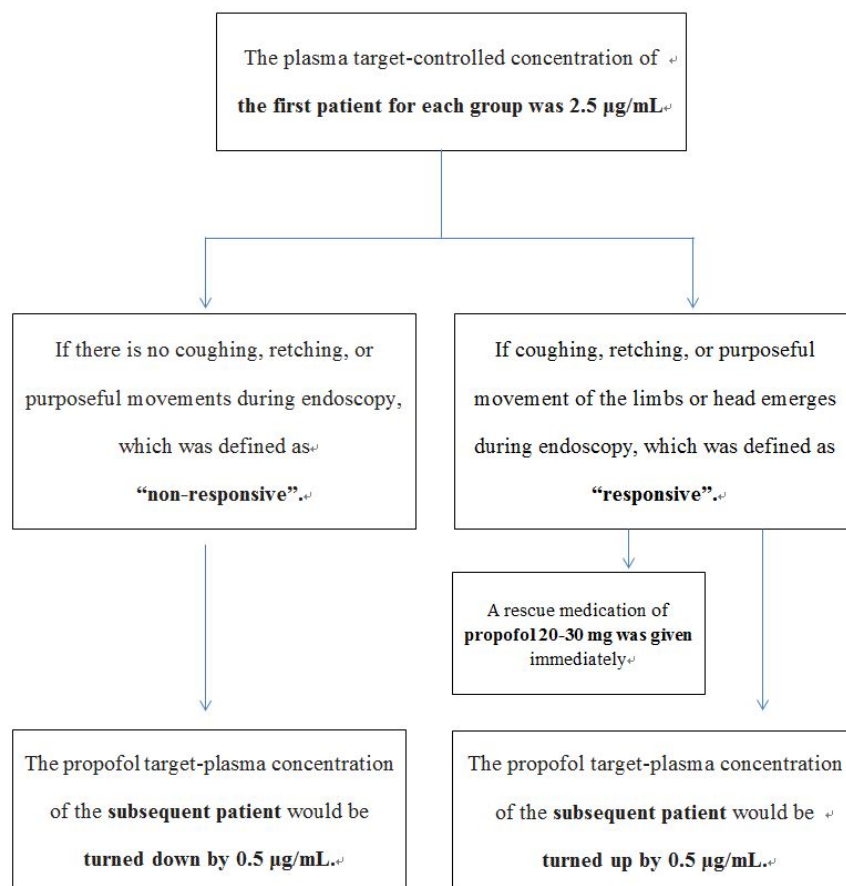 The plasma target-controlled concentration of
the first patient for each group was 2.5 μg/mL
If there is no coughing, retching, or
purposeful movements during endoscopy,
which was defined as
“non-responsive”.
If coughing, retching, or purposeful
movement of the limbs or head emerges
during endoscopy, which was defined as
“responsive”.
A rescue medication of
propofol 20-30 mg was given
immediately
The propofol target-plasma concentration
of the subsequent patient would be
turned down by 0.5 μg/mL.
The propofol target-plasma concentration
of the subsequent patient would be
turned up by 0.5 μg/mL.